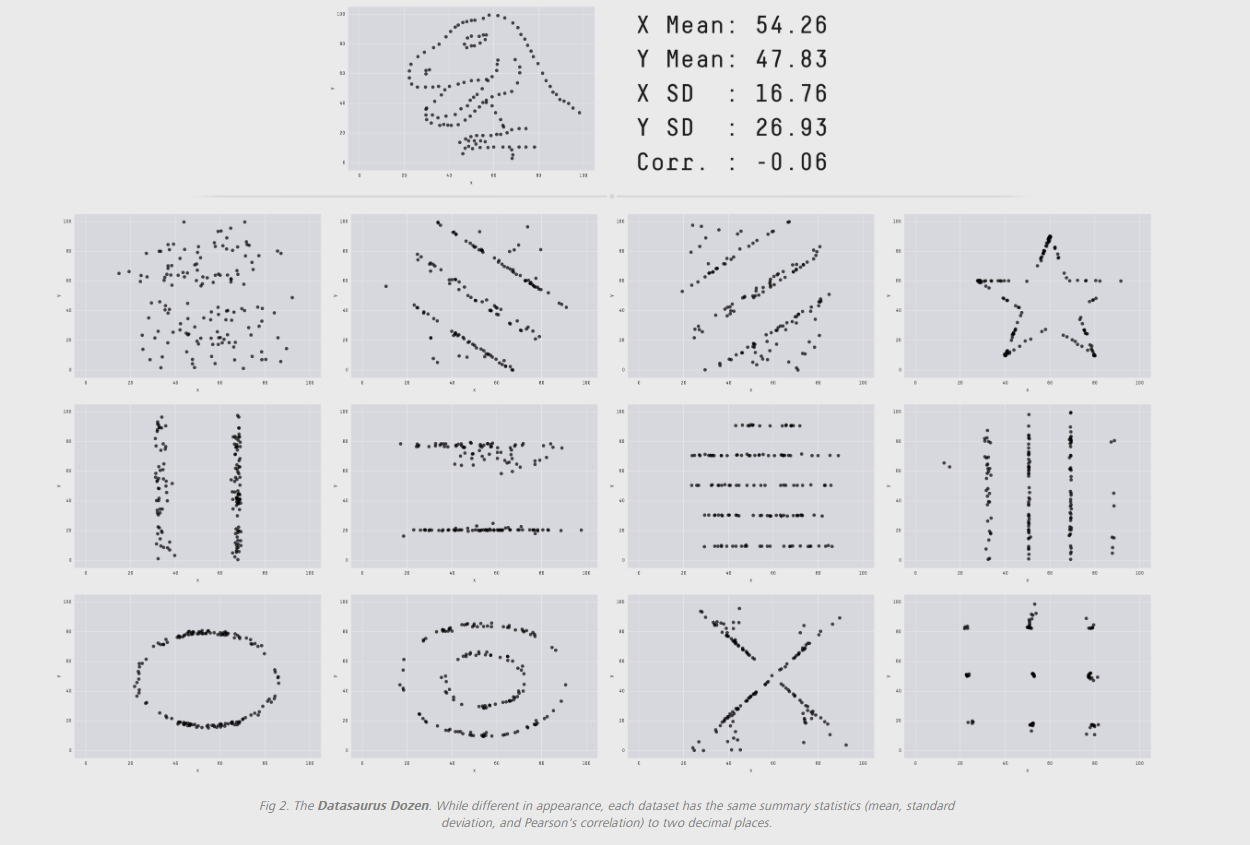 X Mean: 54.26
Y Mean: 47.83
X SD : 16.76
Y SD : 26.93
Corr. : -0.06
Fig 2. The Datasaurus Dozen. While different in appearance, each dataset has the same summary statistics (mean, standard
deviation, and Pearson's correlation) to two decimal places.